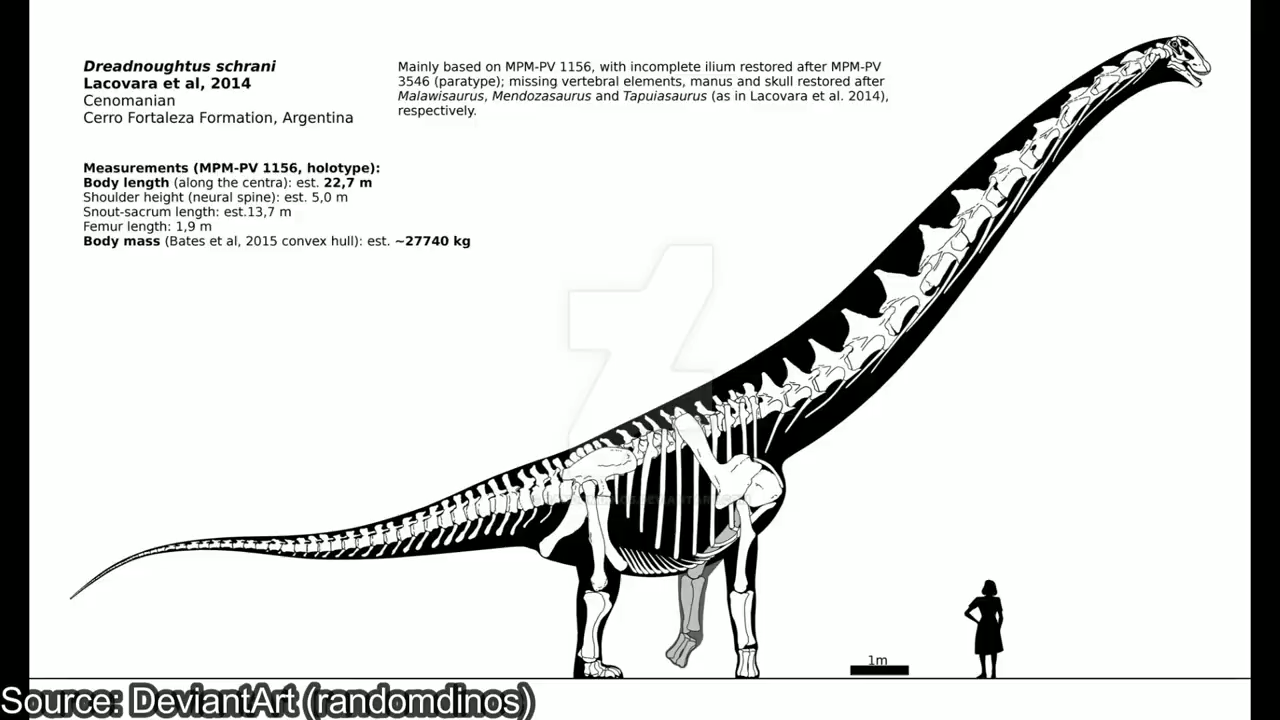 Dreadnoughtus schrani
Lacovara et al, 2014
Cenomanian
Cerro Fortaleza Formation, Argentina
Mainly based on MPM-PV 1156, with incomplete ilium restored after MPM-PV
3546 (paratype); missing vertebral elements, manus and skull restored after
Malawisaurus, Mendozasaurus and Tapuiasaurus (as in Lacovara et al. 2014),
respectively.
Measurements (MPM-PV 1156, holotype):
Body length (along the centra): est. 22,7 m
Shoulder height (neural spine): est. 5,0 m
Snout-sacrum length: est.13,7 m
Femur length: 1,9 m
Body mass (Bates et al, 2015 convex hull): est. ~27740 kg
1m
Source: DeviantArt (randomdinos)